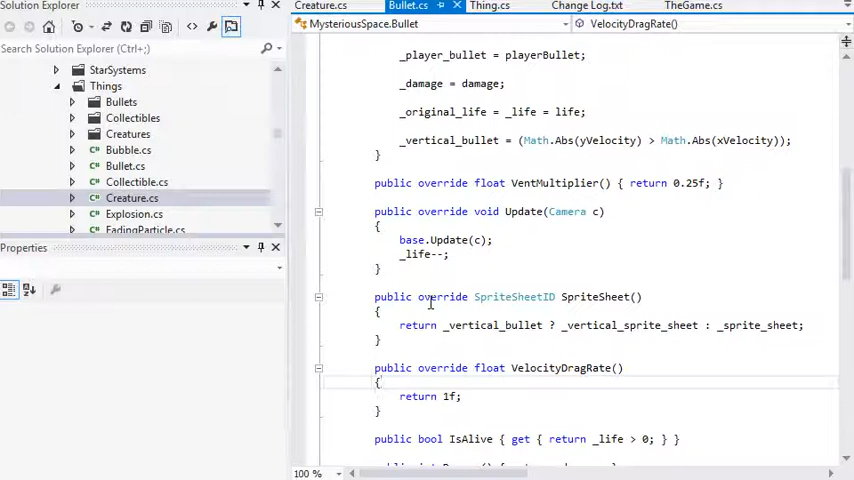 Creature.cs Bullet.cs Thing.cs Change Log.txt TheGame.cs
Solution Explorer
MysteriousSpace.Bullet VelocityDragRate()
Search Solution Explorer (Ctrl+;)
StarSystems
Things
Bullets
Collectibles
Creatures
Bubble.cs
Bullet.cs
Collectible.cs
Creature.cs
Explosion.cs
FadingParticle.cs
Properties
_player_bullet = playerBullet;
_damage = damage;
_original_life = _life = life;
_vertical_bullet = (Math.Abs(yVelocity) > Math.Abs(xVelocity));
}
public override float VentMultiplier() { return 0.25f; }
public override void Update(Camera c)
{
base.Update(c);
_life--;
}
public override SpriteSheetID SpriteSheet()
{
return _vertical_bullet ? _vertical_sprite_sheet : _sprite_sheet;
}
public override float VelocityDragRate()
{
return 1f;
}
public bool IsAlive { get { return _life > 0; } }
100 %